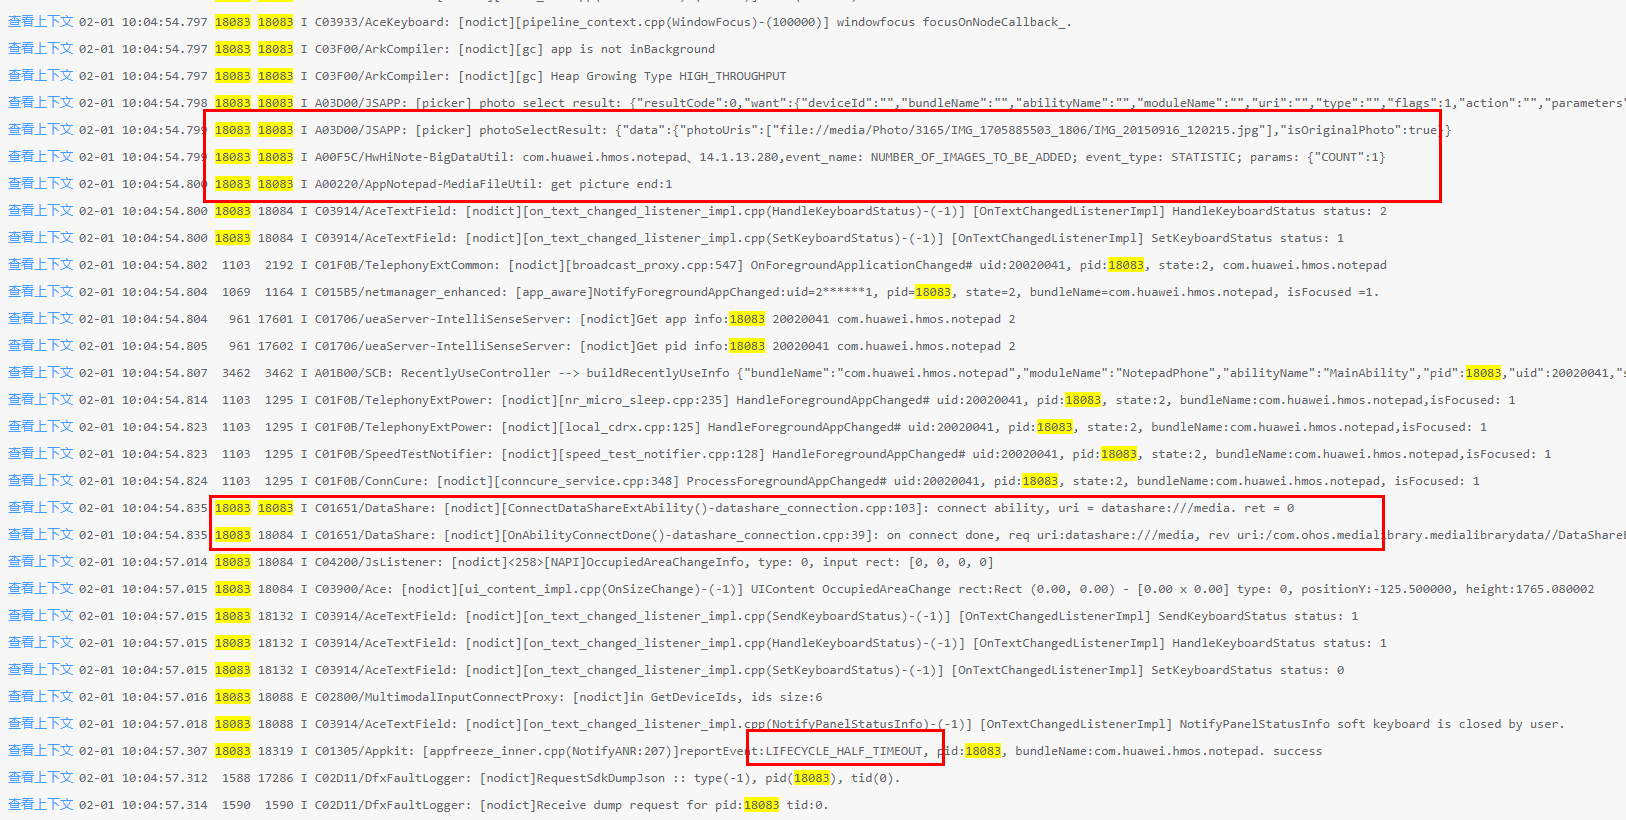 查看上下文 02-01 10:04:54.797 18083 18083 I C03933/AceKeyboard: [nodict][pipeline_context.cpp(WindowFocus)-(100000)] windowfocus focusOnNodeCallback_.
查看上下文 02-01 10:04:54.797 18083 18083 I C03F00/ArkCompiler: [nodict][gc] app is not inBackground
查看上下文 02-01 10:04:54.797 18083 18083 I C03F00/ArkCompiler: [nodict][gc] Heap Growing Type HIGH_THROUGHPUT
查看上下文 02-01 10:04:54.798 18083 18083 I A03D00/JSAPP: [picker] photo select result: {"resultCode":0,"want":{"deviceId":"","bundleName":"","abilityName":"","moduleName":"","uri":"","type":"","flags":1,"action":"","parameters"
查看上下文 02-01 10:04:54.799 18083 18083 I A03D00/JSAPP: [picker] photoSelectResult: {"data":{"photoUris":["file://media/Photo/3165/IMG_1705885503_1806/IMG_20150916_120215.jpg"],"isOriginalPhoto":true}}
查看上下文 02-01 10:04:54.799 18083 18083 I A00F5C/HwHiNote-BigDataUtil: com.huawei.hmos.notepad、14.1.13.280,event_name: NUMBER_OF_IMAGES_TO_BE_ADDED; event_type: STATISTIC; params: {"COUNT":1}
查看上下文 02-01 10:04:54.800 18083 18083 I A00220/AppNotepad-MediaFileUtil: get picture end:1
查看上下文 02-01 10:04:54.800 18083 18084 I C03914/AceTextField: [nodict][on_text_changed_listener_impl.cpp(HandleKeyboardStatus)-(-1)] [OnTextChangedListenerImpl] HandleKeyboardStatus status: 2
查看上下文 02-01 10:04:54.800 18083 18084 I C03914/AceTextField: [nodict][on_text_changed_listener_impl.cpp(SetKeyboardStatus)-(-1)] [OnTextChangedListenerImpl] SetKeyboardStatus status: 1
查看上下文 02-01 10:04:54.802 1103 2192 I C01F0B/TelephonyExtCommon: [nodict][broadcast_proxy.cpp:547] OnForegroundApplicationChanged# uid:20020041, pid:18083, state:2, com.huawei.hmos.notepad
查看上下文 02-01 10:04:54.804 1069 1164 I C015B5/netmanager_enhanced: [app_aware]NotifyForegroundAppChanged:uid=2******1, pid=18083, state=2, bundleName=com.huawei.hmos.notepad, isFocused =1.
查看上下文 02-01 10:04:54.804 961 17601 I C01706/ueaServer-IntelliSenseServer: [nodict]Get app info:18083 20020041 com.huawei.hmos.notepad 2
查看上下文 02-01 10:04:54.805 961 17602 I C01706/ueaServer-IntelliSenseServer: [nodict]Get pid info:18083 20020041 com.huawei.hmos.notepad 2
查看上下文 02-01 10:04:54.807 3462 3462 I A01B00/SCB: RecentlyUseController --> buildRecentlyUseInfo {"bundleName":"com.huawei.hmos.notepad","moduleName":"NotepadPhone","abilityName":"MainAbility","pid":18083,"uid":20020041,"s
查看上下文 02-01 10:04:54.814 1103 1295 I C01F0B/TelephonyExtPower: [nodict][nr_micro_sleep.cpp:235] HandleForegroundAppChanged# uid:20020041, pid:18083, state:2, bundleName:com.huawei.hmos.notepad,isFocused: 1
查看上下文 02-01 10:04:54.823 1103 1295 I C01F0B/TelephonyExtPower: [nodict][local_cdrx.cpp:125] HandleForegroundAppChanged# uid:20020041, pid:18083, state:2, bundleName:com.huawei.hmos.notepad,isFocused: 1
查看上下文 02-01 10:04:54.823 1103 1295 I C01F0B/SpeedTestNotifier: [nodict][speed_test_notifier.cpp:128] HandleForegroundAppChanged# uid:20020041, pid:18083, state:2, bundleName:com.huawei.hmos.notepad,isFocused: 1
查看上下文 02-01 10:04:54.824 1103 1295 I C01F0B/ConnCure: [nodict][conncure_service.cpp:348] ProcessForegroundAppChanged# uid:20020041, pid:18083, state:2, bundleName:com.huawei.hmos.notepad, isFocused: 1
查看上下文 02-01 10:04:54.835 18083 18083 I C01651/DataShare: [nodict][ConnectDataShareExtAbility()-datashare_connection.cpp:103]: connect ability, uri = datashare:///media. ret = 0
查看上下文 02-01 10:04:54.835 18083 18084 I C01651/DataShare: [nodict][OnAbilityConnectDone()-datashare_connection.cpp:39]: on connect done, req uri:datashare:///media, rev uri:/com.ohos.medialibrary.medialibrarydata//DataShareE
查看上下文 02-01 10:04:57.014 18083 18084 I C04200/JsListener: [nodict]<258>[NAPI]OccupiedAreaChangeInfo, type: 0, input rect: [0, 0, 0, 0]
查看上下文 02-01 10:04:57.015 18083 18084 I C03900/Ace: [nodict][ui_content_impl.cpp(OnSizeChange)-(-1)] UIContent OccupiedAreaChange rect:Rect (0.00, 0.00) - [0.00 x 0.00] type: 0, positionY:-125.500000, height:1765.080002
查看上下文 02-01 10:04:57.015 18083 18132 I C03914/AceTextField: [nodict][on_text_changed_listener_impl.cpp(SendKeyboardStatus)-(-1)] [OnTextChangedListenerImpl] SendKeyboardStatus status: 1
查看上下文 02-01 10:04:57.015 18083 18132 I C03914/AceTextField: [nodict][on_text_changed_listener_impl.cpp(HandleKeyboardStatus)-(-1)] [OnTextChangedListenerImpl] HandleKeyboardStatus status: 1
查看上下文 02-01 10:04:57.015 18083 18132 I C03914/AceTextField: [nodict][on_text_changed_listener_impl.cpp(SetKeyboardStatus)-(-1)] [OnTextChangedListenerImpl] SetKeyboardStatus status: 0
查看上下文 02-01 10:04:57.016 18083 18088 E C02800/MultimodalInputConnectProxy: [nodict]in GetDeviceIds, ids size:6
查看上下文 02-01 10:04:57.018 18083 18088 I C03914/AceTextField: [nodict][on_text_changed_listener_impl.cpp(NotifyPanelStatusInfo)-(-1)] [OnTextChangedListenerImpl] NotifyPanelStatusInfo soft keyboard is closed by user.
查看上下文 02-01 10:04:57.307 18083 18319 I C01305/Appkit: [appfreeze_inner.cpp(NotifyANR:207)]reportEvent:LIFECYCLE_HALF_TIMEOUT, pid:18083, bundleName:com.huawei.hmos.notepad. success
查看上下文 02-01 10:04:57.312 1588 17286 I C02D11/DfxFaultLogger: [nodict]RequestSdkDumpJson :: type(-1), pid(18083), tid(0).
查看上下文 02-01 10:04:57.314 1590 1590 I C02D11/DfxFaultLogger: [nodict]Receive dump request for pid:18083 tid:0.